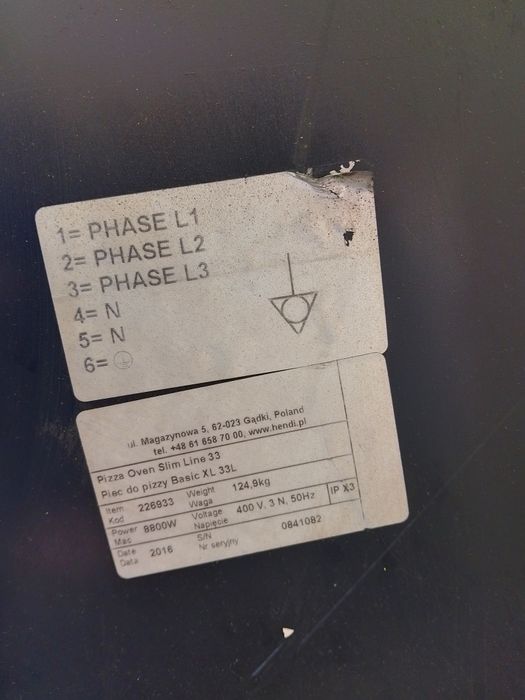 1= PHASE L1
2= PHASE L2
3= PHASE L3
4= N
5= N
6=
ul. Magazynowa 5, 62-023 Gądki, Poland
tel. +48 61 658 70 00, www.hendi.pl
Pizza Oven Slim Line 33
Piec do pizzy Basic XL 33L
Item Kod 226933 Weight Waga 124,9kg
Power Moc 8800W Voltage Napięcie 400 V, 3 N, 50Hz IP X3
Date Data 2016 S/N Nr seryjny 0841082